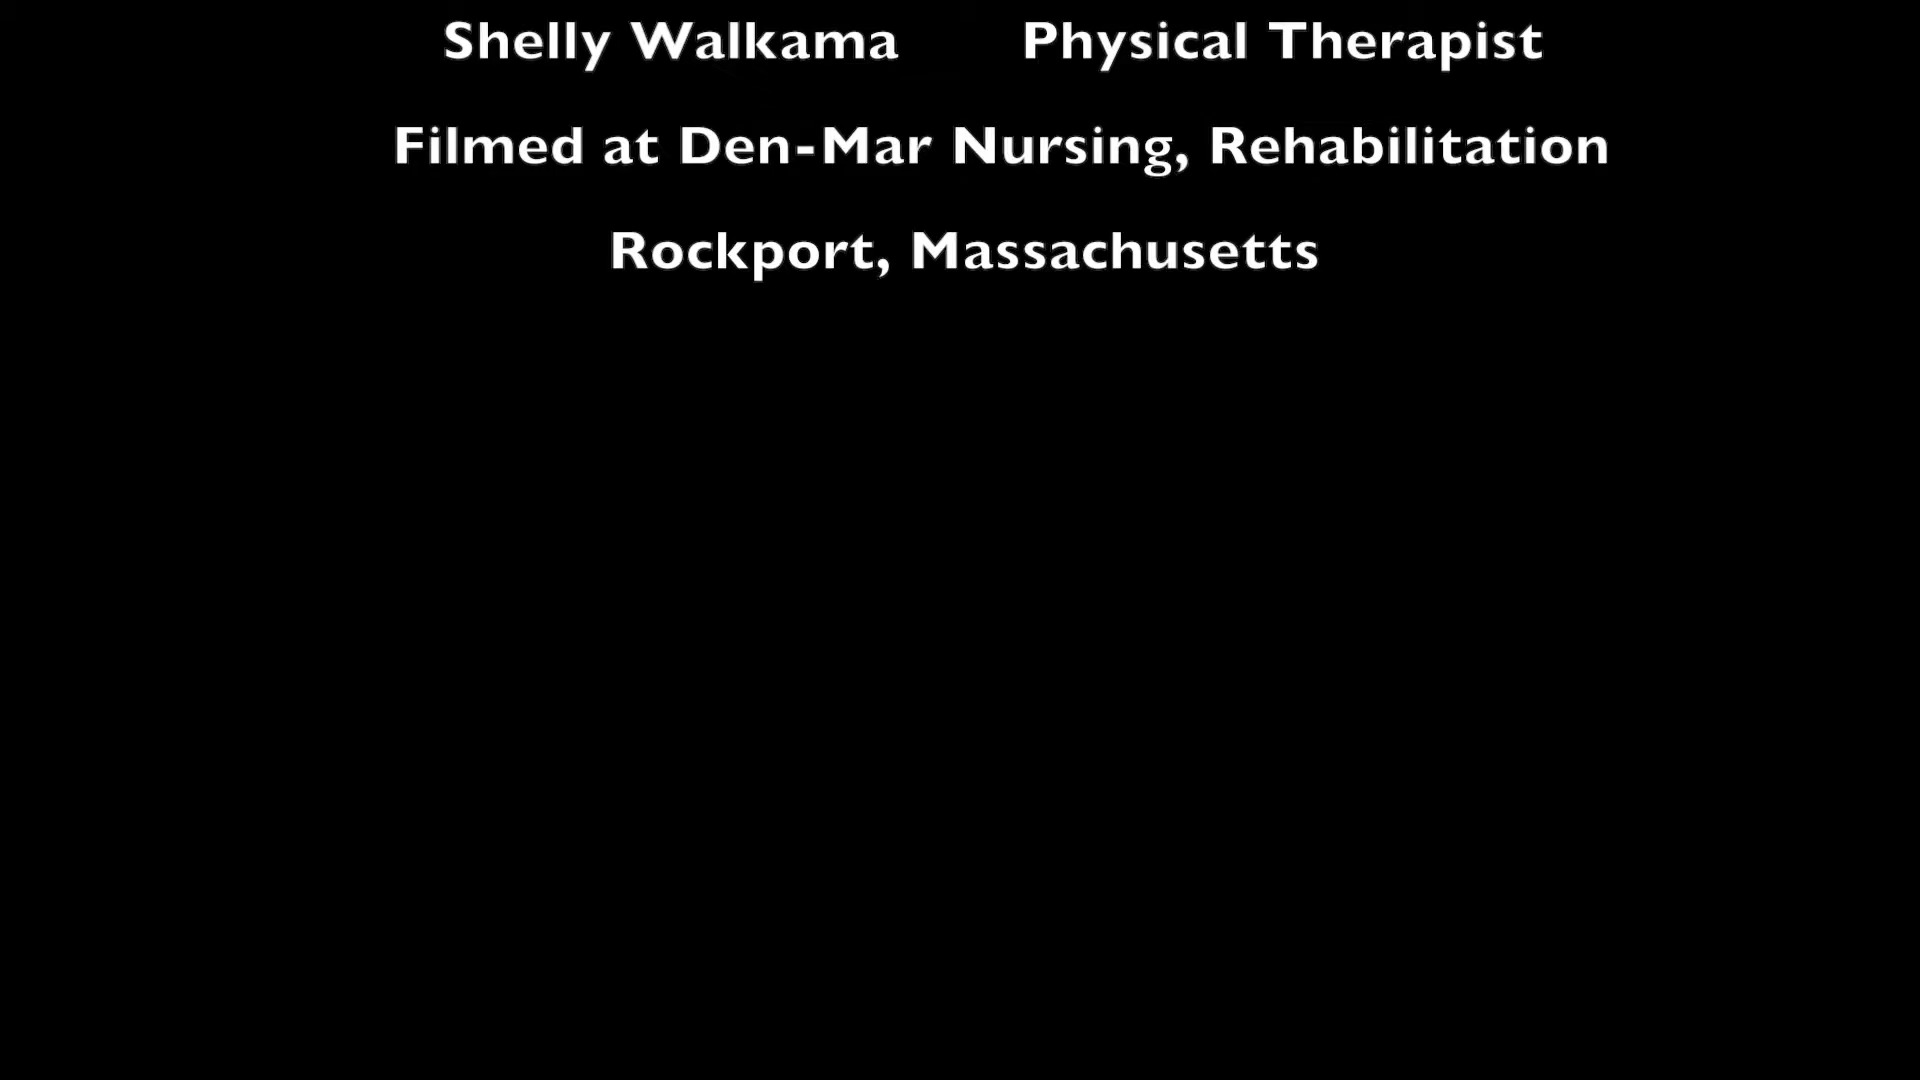 Shelly Walkama Physical Therapist
Filmed at Den-Mar Nursing, Rehabilitation
Rockport, Massachusetts